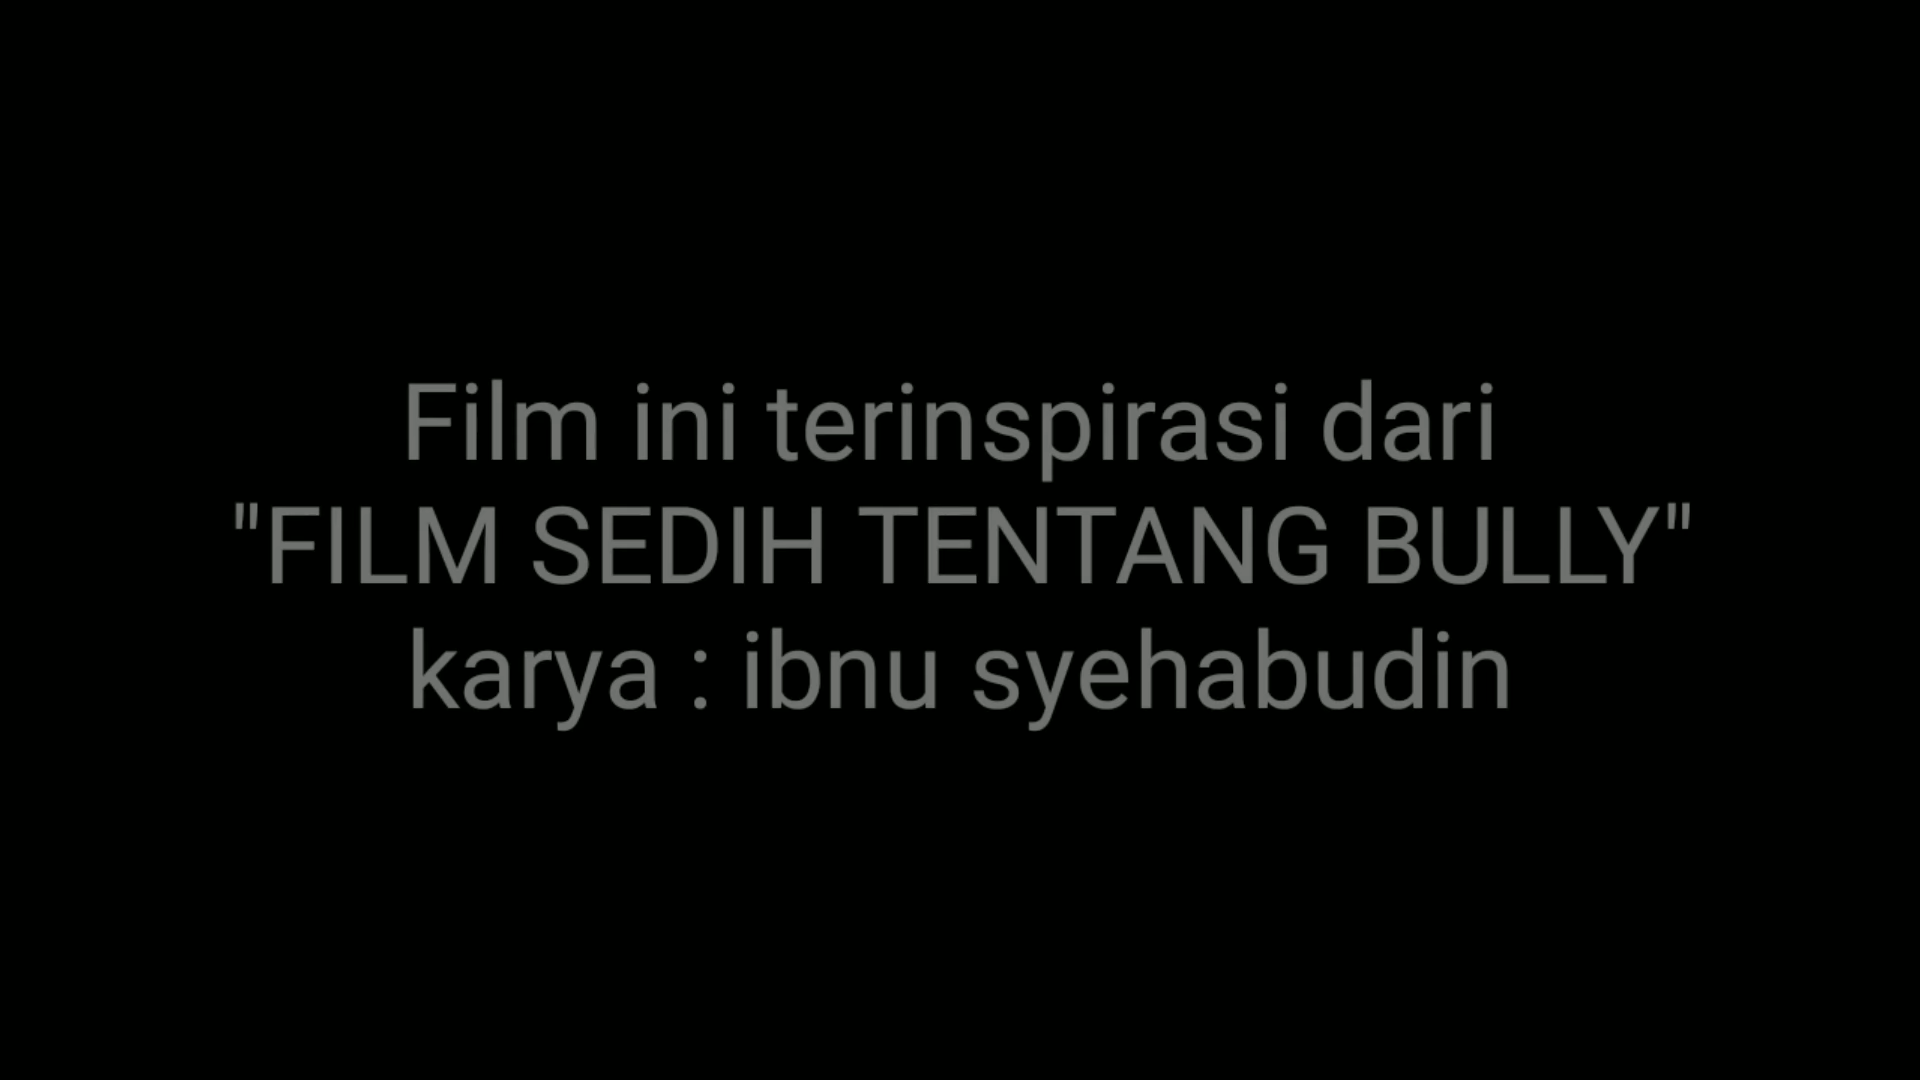 Film ini terinspirasi dari
"FILM SEDIH TENTANG BULLY"
karya : ibnu syehabudin